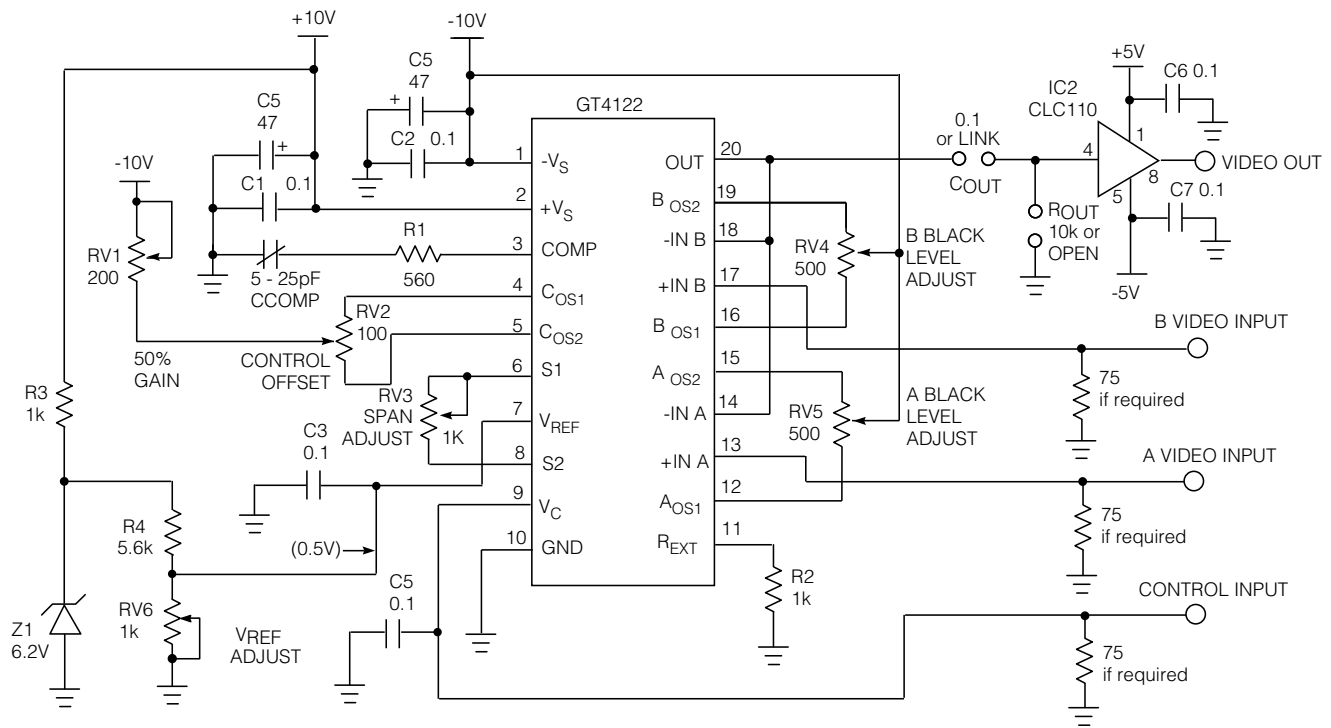 +10V
-10V
C5
47
+
C5
47
+
C2 0.1
C1 0.1
-10V
RV1
200
50%
GAIN
R3
1k
5 - 25pF
CCOMP
R1
560
RV2
100
CONTROL
OFFSET
RV3
SPAN
ADJUST
1K
C3
0.1
R4
5.6k
(0.5V)
Z1
6.2V
RV6
1k
VREF
ADJUST
C5
0.1
GT4122
1 -VS
2 +VS
3 COMP
4 COS1
5 COS2
6 S1
7 VREF
8 S2
9 VC
10 GND
OUT 20
B OS2 19
-IN B 18
+IN B 17
B OS1 16
A OS2 15
-IN A 14
+IN A 13
AOS1 12
REXT 11
R2
1k
RV4
500
B BLACK
LEVEL
ADJUST
RV5
500
A BLACK
LEVEL
ADJUST
0.1
or LINK
COUT
ROUT
10k or
OPEN
IC2
CLC110
+5V
C6 0.1
1
4
8
5
C7 0.1
-5V
VIDEO OUT
B VIDEO INPUT
75
if required
A VIDEO INPUT
75
if required
CONTROL INPUT
75
if required